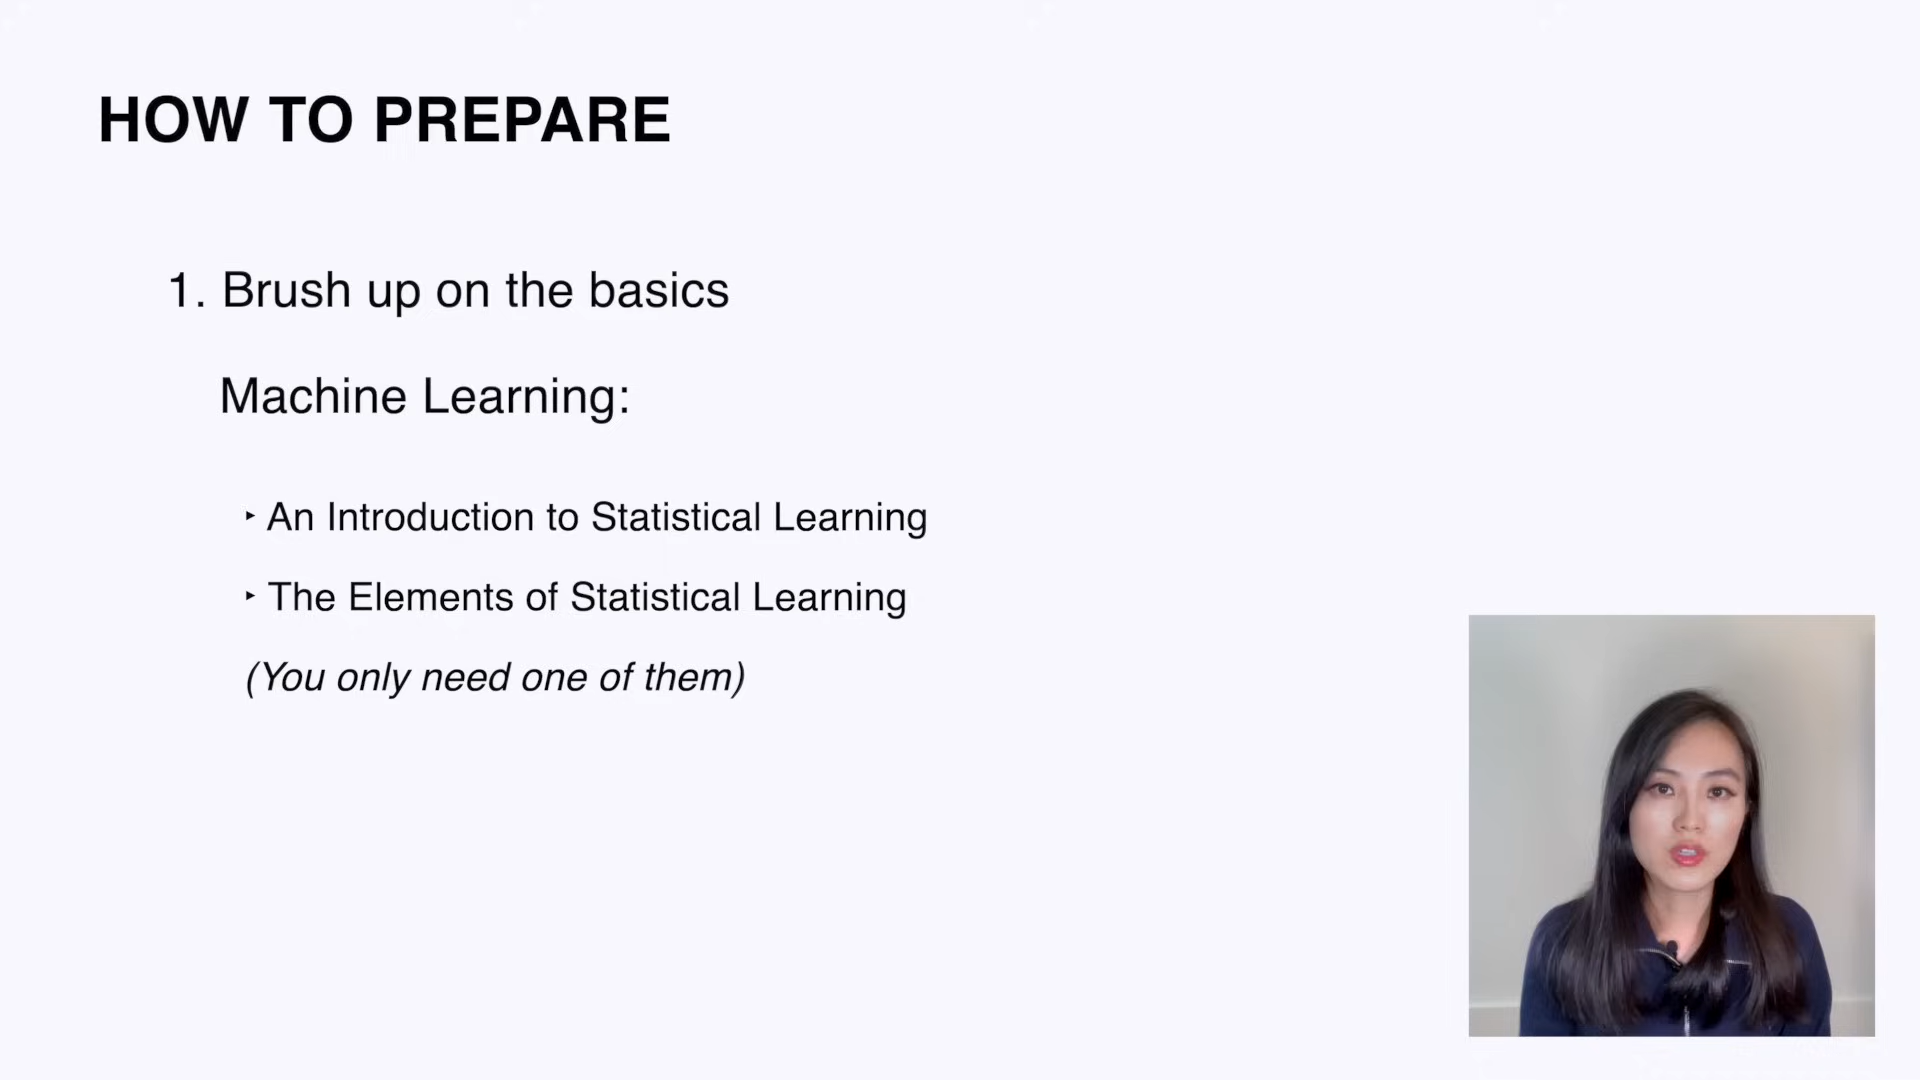 HOW TO PREPARE
1. Brush up on the basics
Machine Learning:
‣ An Introduction to Statistical Learning
‣ The Elements of Statistical Learning
(You only need one of them)